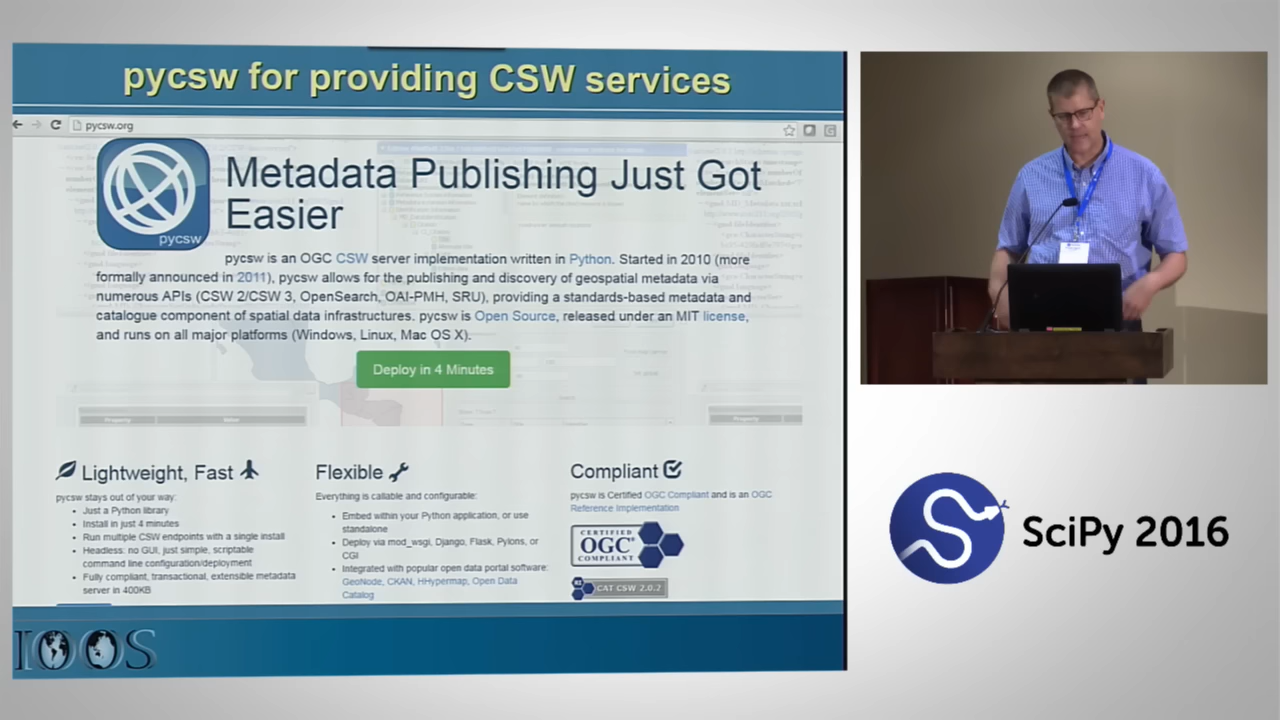 pycsw for providing CSW services
pycsw.org
Metadata Publishing Just Got
Easier
pycsw
pycsw is an OGC CSW server implementation written in Python. Started in 2010 (more
formally announced in 2011), pycsw allows for the publishing and discovery of geospatial metadata via
numerous APIs (CSW 2/CSW 3, OpenSearch, OAI-PMH, SRU), providing a standards-based metadata and
catalogue component of spatial data infrastructures. pycsw is Open Source, released under an MIT license,
and runs on all major platforms (Windows, Linux, Mac OS X).
Deploy in 4 Minutes
Lightweight, Fast
pycsw stays out of your way:
Just a Python library
Install in just 4 minutes
Run multiple CSW endpoints with a single install
Headless: no GUI, just simple, scriptable
command line configuration/deployment
Fully compliant, transactional, extensible metadata
server in 400KB
Flexible
Everything is callable and configurable:
Embed within your Python application, or use
standalone
Deploy via mod_wsgi, Django, Flask, Pylons, or
CGI
Integrated with popular open data portal software:
GeoNode, CKAN, HHypermap, Open Data
Catalog
Compliant
pycsw is Certified OGC Compliant and is an OGC
Reference Implementation
CERTIFIED
OGC®
COMPLIANT
CAT CSW 2.0.2
IOOS
SciPy 2016